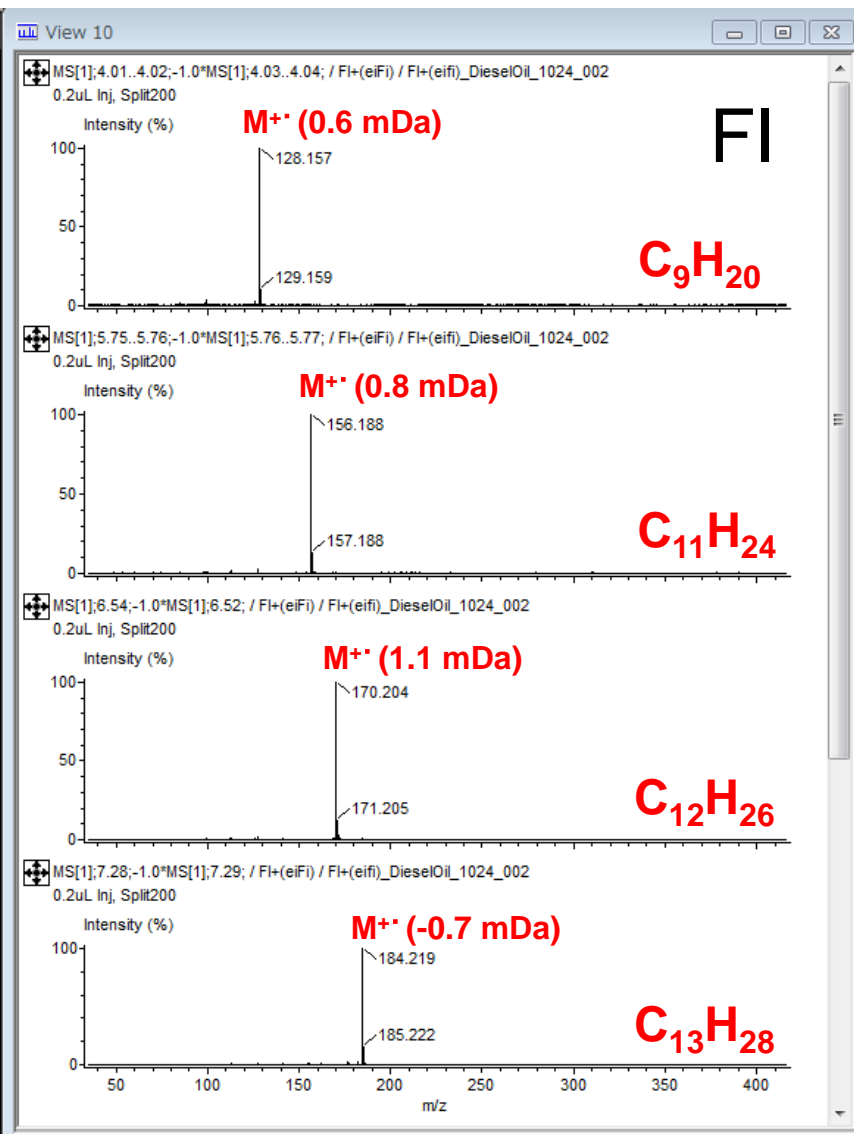 View 10
MS[1];4.01..4.02;-1.0*MS[1];4.03..4.04; / FI+(eiFi) / FI+(eifi)_DieselOil_1024_002
0.2uL Inj, Split200
Intensity (%)
M⁺˙ (0.6 mDa)
FI
100
128.157
50
C₉H₂₀
129.159
0
MS[1];5.75..5.76;-1.0*MS[1];5.76..5.77; / FI+(eiFi) / FI+(eifi)_DieselOil_1024_002
0.2uL Inj, Split200
Intensity (%)
M⁺˙ (0.8 mDa)
100
156.188
50
C₁₁H₂₄
157.188
0
MS[1];6.54;-1.0*MS[1];6.52; / FI+(eiFi) / FI+(eifi)_DieselOil_1024_002
0.2uL Inj, Split200
Intensity (%)
M⁺˙ (1.1 mDa)
100
170.204
50
C₁₂H₂₆
171.205
0
MS[1];7.28;-1.0*MS[1];7.29; / FI+(eiFi) / FI+(eifi)_DieselOil_1024_002
0.2uL Inj, Split200
Intensity (%)
M⁺˙ (-0.7 mDa)
100
184.219
50
C₁₃H₂₈
185.222
0
50 100 150 200 250 300 350 400
m/z